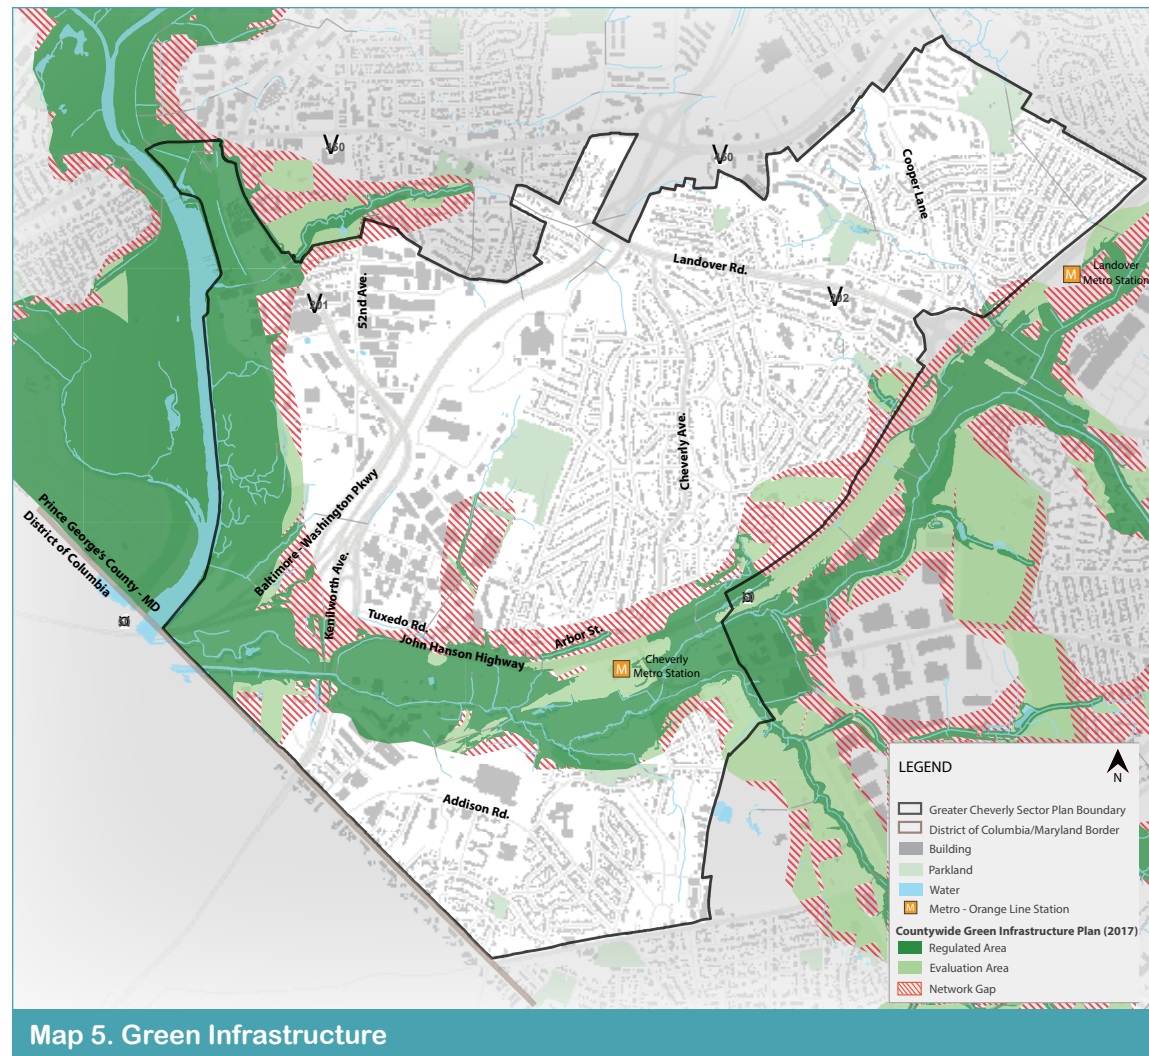 450
450
Cooper Lane
Landover Rd.
Landover
Metro Station
M
52nd Ave.
201
202
Cheverly Ave.
Baltimore - Washington Pkwy
Prince George's County - MD
District of Columbia
Kenilworth Ave.
Tuxedo Rd.
John Hanson Highway
Arbor St.
50
50
M
Cheverly
Metro Station
Addison Rd.
LEGEND
N
Greater Cheverly Sector Plan Boundary
District of Columbia/Maryland Border
Building
Parkland
Water
M
Metro - Orange Line Station
Countywide Green Infrastructure Plan (2017)
Regulated Area
Evaluation Area
Network Gap
Map 5. Green Infrastructure